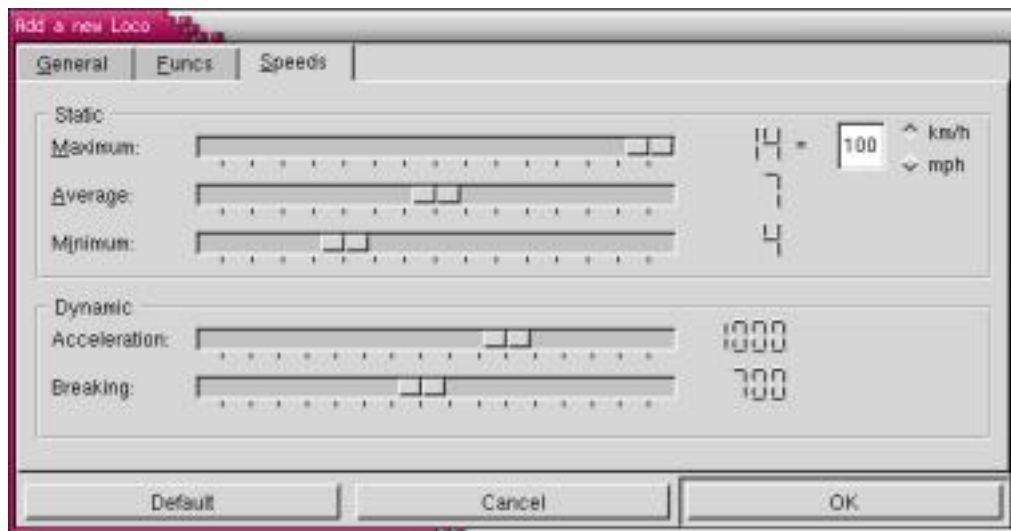 Add a new Loco
General Funcs Speeds
Static
Maximum: 14 = 100 km/h
mph
Average: 7
Minimum: 4
Dynamic
Acceleration: 1000
Breaking: 700
Default Cancel OK